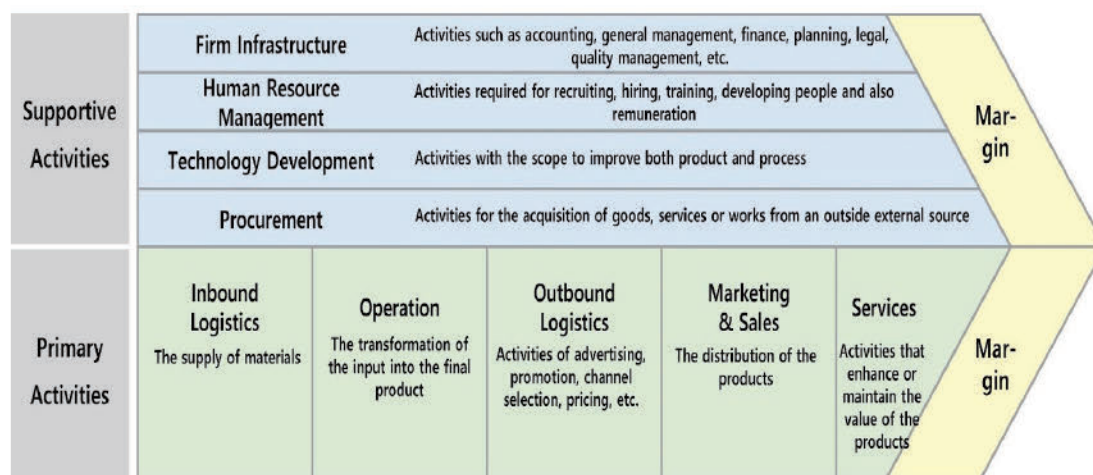 Supportive
Activities
Firm Infrastructure
Activities such as accounting, general management, finance, planning, legal,
quality management, etc.
Human Resource
Management
Activities required for recruiting, hiring, training, developing people and also
remuneration
Technology Development
Activities with the scope to improve both product and process
Procurement
Activities for the acquisition of goods, services or works from an outside external source
Mar-
gin
Primary
Activities
Inbound
Logistics
The supply of materials
Operation
The transformation of
the input into the final
product
Outbound
Logistics
Activities of advertising,
promotion, channel
selection, pricing, etc.
Marketing
& Sales
The distribution of the
products
Services
Activities that
enhance or
maintain the
value of the
products
Mar-
gin